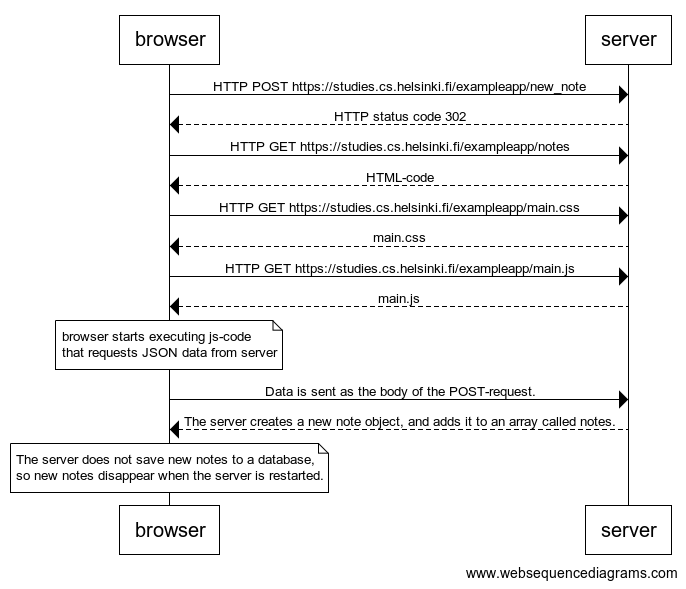 browser
server
HTTP POST https://studies.cs.helsinki.fi/exampleapp/new_note
HTTP status code 302
HTTP GET https://studies.cs.helsinki.fi/exampleapp/notes
HTML-code
HTTP GET https://studies.cs.helsinki.fi/exampleapp/main.css
main.css
HTTP GET https://studies.cs.helsinki.fi/exampleapp/main.js
main.js
browser starts executing js-code
that requests JSON data from server
Data is sent as the body of the POST-request.
The server creates a new note object, and adds it to an array called notes.
The server does not save new notes to a database,
so new notes disappear when the server is restarted.
browser
server
www.websequencediagrams.com